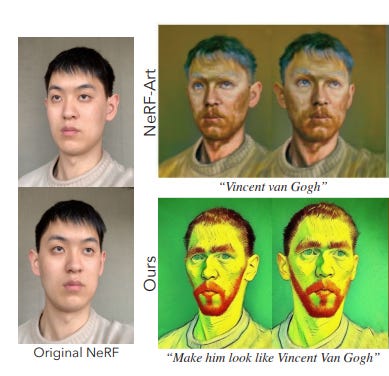 NeRF-Art
"Vincent van Gogh"
Ours
Original NeRF
"Make him look like Vincent Van Gogh"